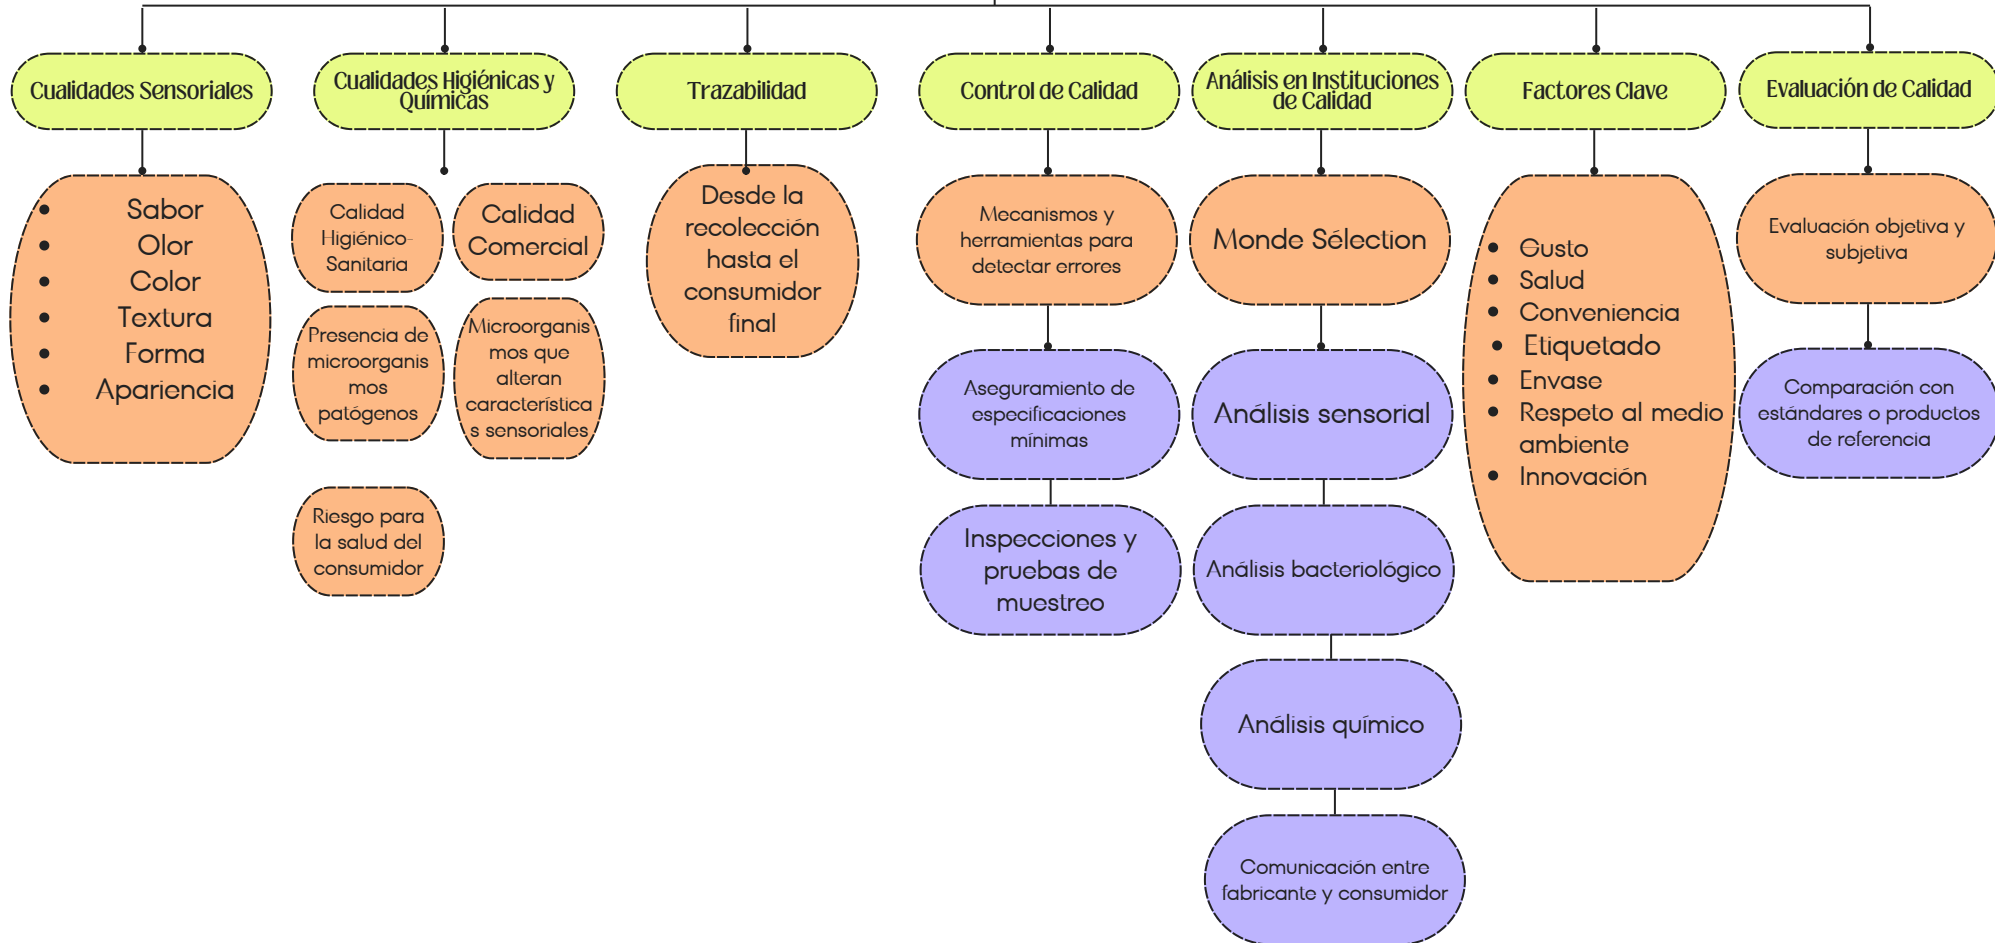 Cualidades Sensoriales
Sabor
Olor
Color
Textura
Forma
Apariencia
Cualidades Higiénicas y
Químicas
Calidad
Higiénico-
Sanitaria
Presencia de
microorganis
mos
patógenos
Riesgo para
la salud del
consumidor
Calidad
Comercial
Microorganis
mos que
alteran
característica
s sensoriales
Trazabilidad
Desde la
recolección
hasta el
consumidor
final
Control de Calidad
Mecanismos y
herramientas para
detectar errores
Aseguramiento de
especificaciones
mínimas
Inspecciones y
pruebas de
muestreo
Análisis en Instituciones
de Calidad
Monde Sélection
Análisis sensorial
Análisis bacteriológico
Análisis químico
Comunicación entre
fabricante y consumidor
Factores Clave
Gusto
Salud
Conveniencia
Etiquetado
Envase
Respeto al medio
ambiente
Innovación
Evaluación de Calidad
Evaluación objetiva y
subjetiva
Comparación con
estándares o productos
de referencia